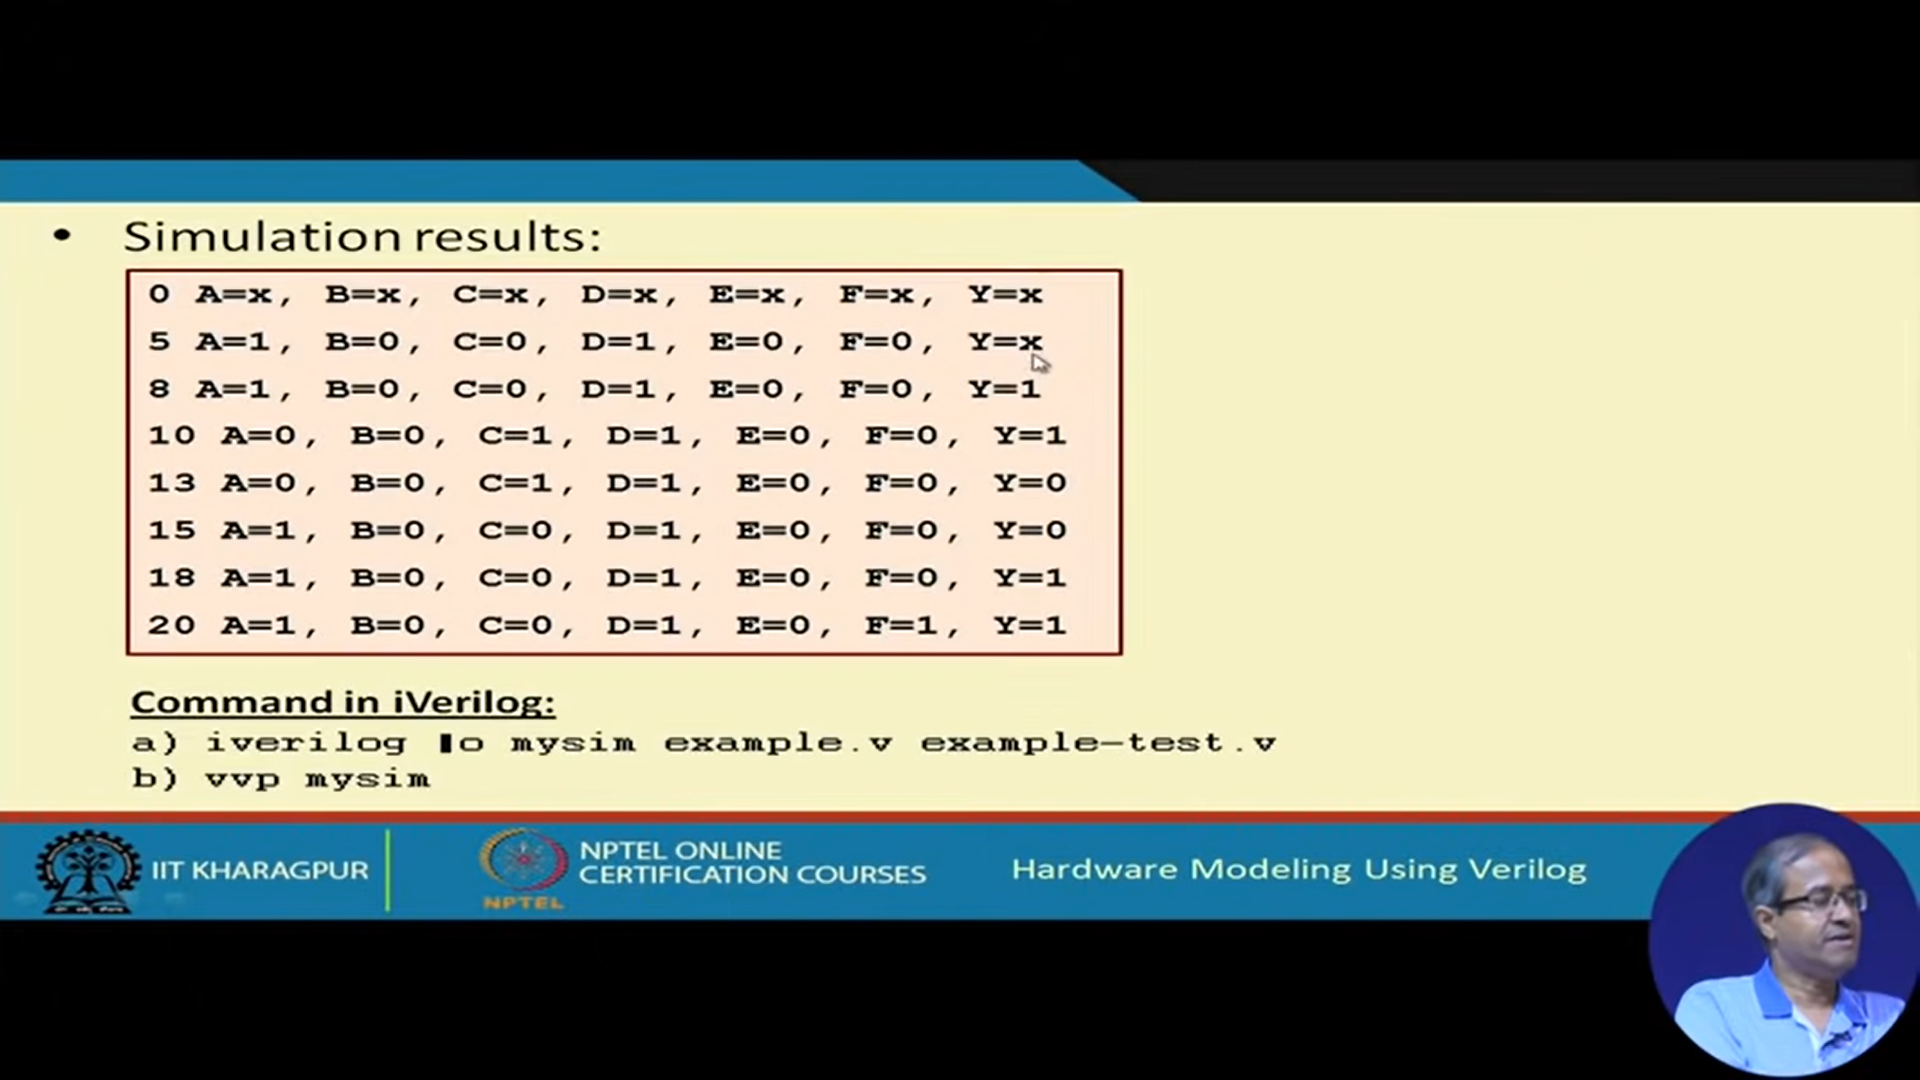 • Simulation results:
0 A=x, B=x, C=x, D=x, E=x, F=x, Y=x
5 A=1, B=0, C=0, D=1, E=0, F=0, Y=x
8 A=1, B=0, C=0, D=1, E=0, F=0, Y=1
10 A=0, B=0, C=1, D=1, E=0, F=0, Y=1
13 A=0, B=0, C=1, D=1, E=0, F=0, Y=0
15 A=1, B=0, C=0, D=1, E=0, F=0, Y=0
18 A=1, B=0, C=0, D=1, E=0, F=0, Y=1
20 A=1, B=0, C=0, D=1, E=0, F=1, Y=1
Command in iVerilog:
a) iverilog ▮o mysim example.v example-test.v
b) vvp mysim
IIT KHARAGPUR
NPTEL
NPTEL ONLINE
CERTIFICATION COURSES
Hardware Modeling Using Verilog